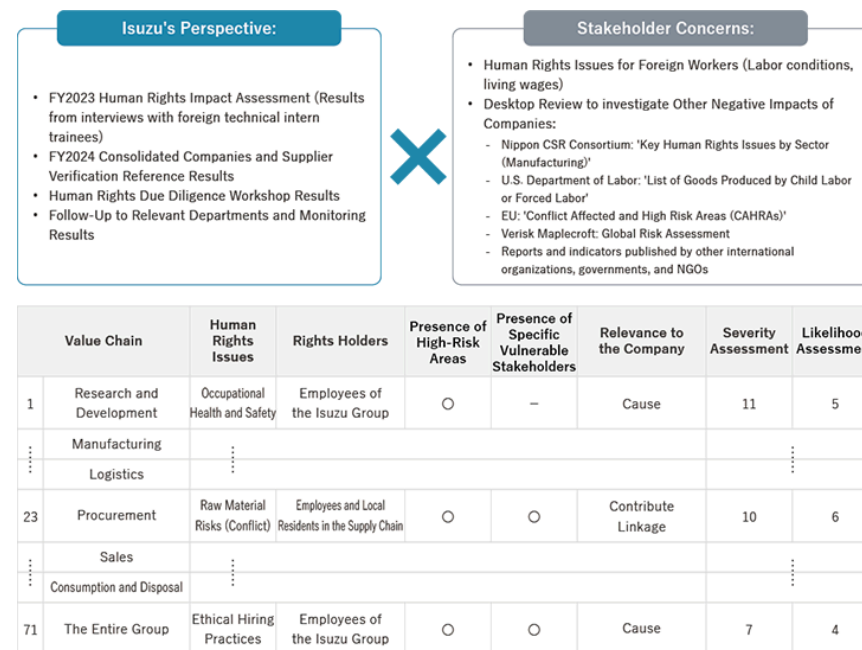 Isuzu's Perspective:
• FY2023 Human Rights Impact Assessment (Results
from interviews with foreign technical intern
trainees)
• FY2024 Consolidated Companies and Supplier
Verification Reference Results
• Human Rights Due Diligence Workshop Results
• Follow-Up to Relevant Departments and Monitoring
Results
Stakeholder Concerns:
• Human Rights Issues for Foreign Workers (Labor conditions,
living wages)
• Desktop Review to investigate Other Negative Impacts of
Companies:
- Nippon CSR Consortium: 'Key Human Rights Issues by Sector
(Manufacturing)'
- U.S. Department of Labor: 'List of Goods Produced by Child Labor
or Forced Labor'
- EU: 'Conflict Affected and High Risk Areas (CAHRAs)'
- Verisk Maplecroft: Global Risk Assessment
- Reports and indicators published by other international
organizations, governments, and NGOs
Value Chain
Human
Rights
Issues
Rights Holders
Presence of
High-Risk
Areas
Presence of
Specific
Vulnerable
Stakeholders
Relevance to
the Company
Severity
Assessment
Likelihoo
Assessme
1
Research and
Development
Occupational
Health and Safety
Employees of
the Isuzu Group
○
–
Cause
11
5
Manufacturing
Logistics
23
Procurement
Raw Material
Risks (Conflict)
Employees and Local
Residents in the Supply Chain
○
○
Contribute
Linkage
10
6
Sales
Consumption and Disposal
71
The Entire Group
Ethical Hiring
Practices
Employees of
the Isuzu Group
○
○
Cause
7
4